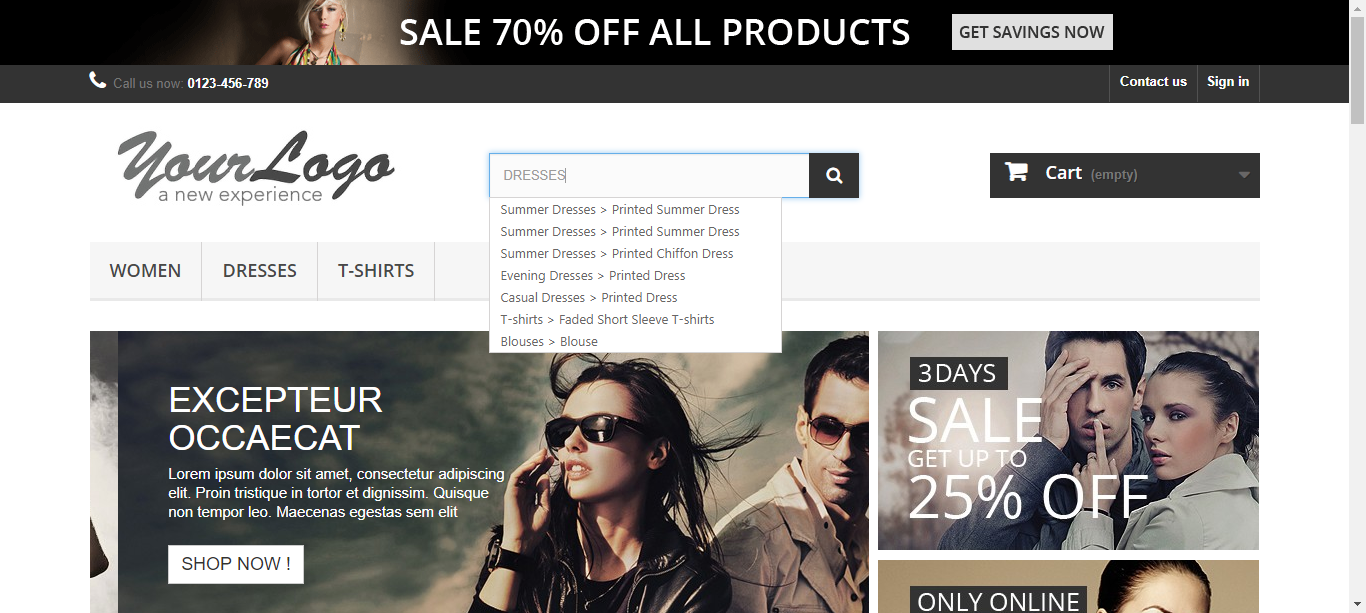 SALE 70% OFF ALL PRODUCTS
GET SAVINGS NOW
Call us now: 0123-456-789
Contact us
Sign in
YourLogo
a new experience
DRESSES
Cart (empty)
Summer Dresses > Printed Summer Dress
Summer Dresses > Printed Summer Dress
Summer Dresses > Printed Chiffon Dress
Evening Dresses > Printed Dress
Casual Dresses > Printed Dress
T-shirts > Faded Short Sleeve T-shirts
Blouses > Blouse
WOMEN
DRESSES
T-SHIRTS
EXCEPTEUR
OCCAECAT
Lorem ipsum dolor sit amet, consectetur adipiscing
elit. Proin tristique in tortor et dignissim. Quisque
non tempor leo. Maecenas egestas sem elit
SHOP NOW !
3 DAYS
SALE
GET UP TO
25% OFF
ONLY ONLINE